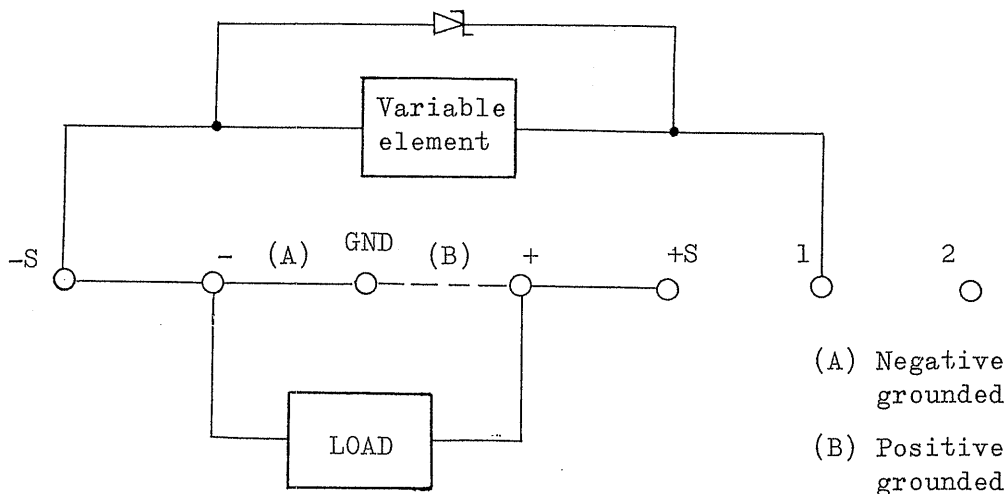 Variable
element
-S
-
(A)
GND
(B)
+
+S
1
2
(A) Negative
grounded
LOAD
(B) Positive
grounded